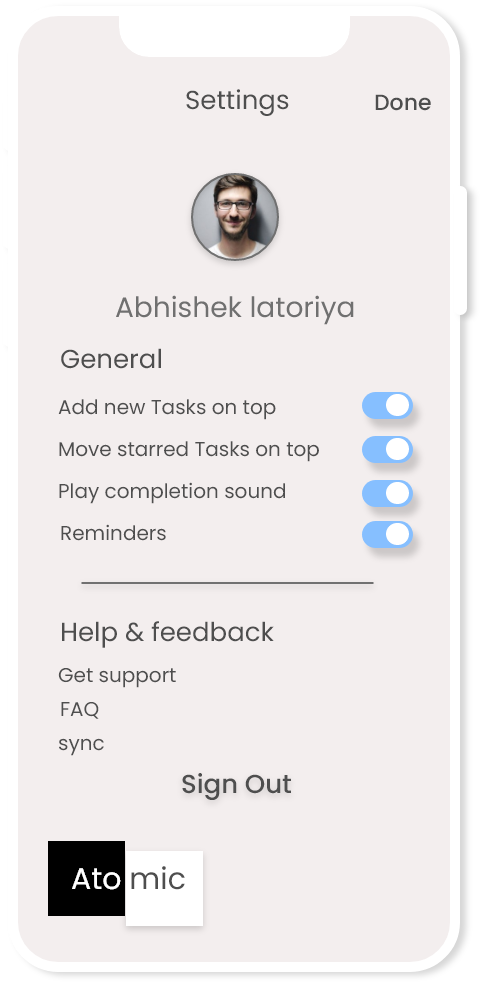 Settings
Done
Abhishek latoriya
General
Add new Tasks on top
Move starred Tasks on top
Play completion sound
Reminders
Help & feedback
Get support
FAQ
sync
Sign Out
Atomic